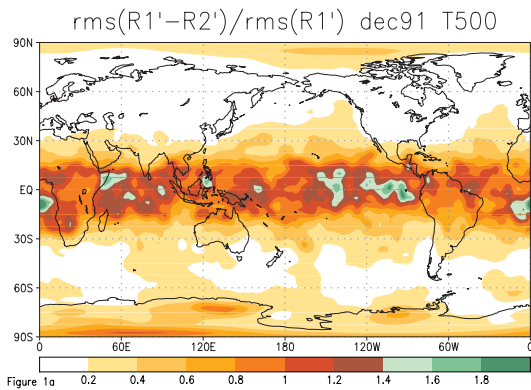 rms(R1'−R2')/rms(R1') dec91 T500
90N
60N
30N
EQ
30S
60S
90S
0 60E 120E 180 120W 60W 0
0.2 0.4 0.6 0.8 1 1.2 1.4 1.6 1.8
Figure 1a